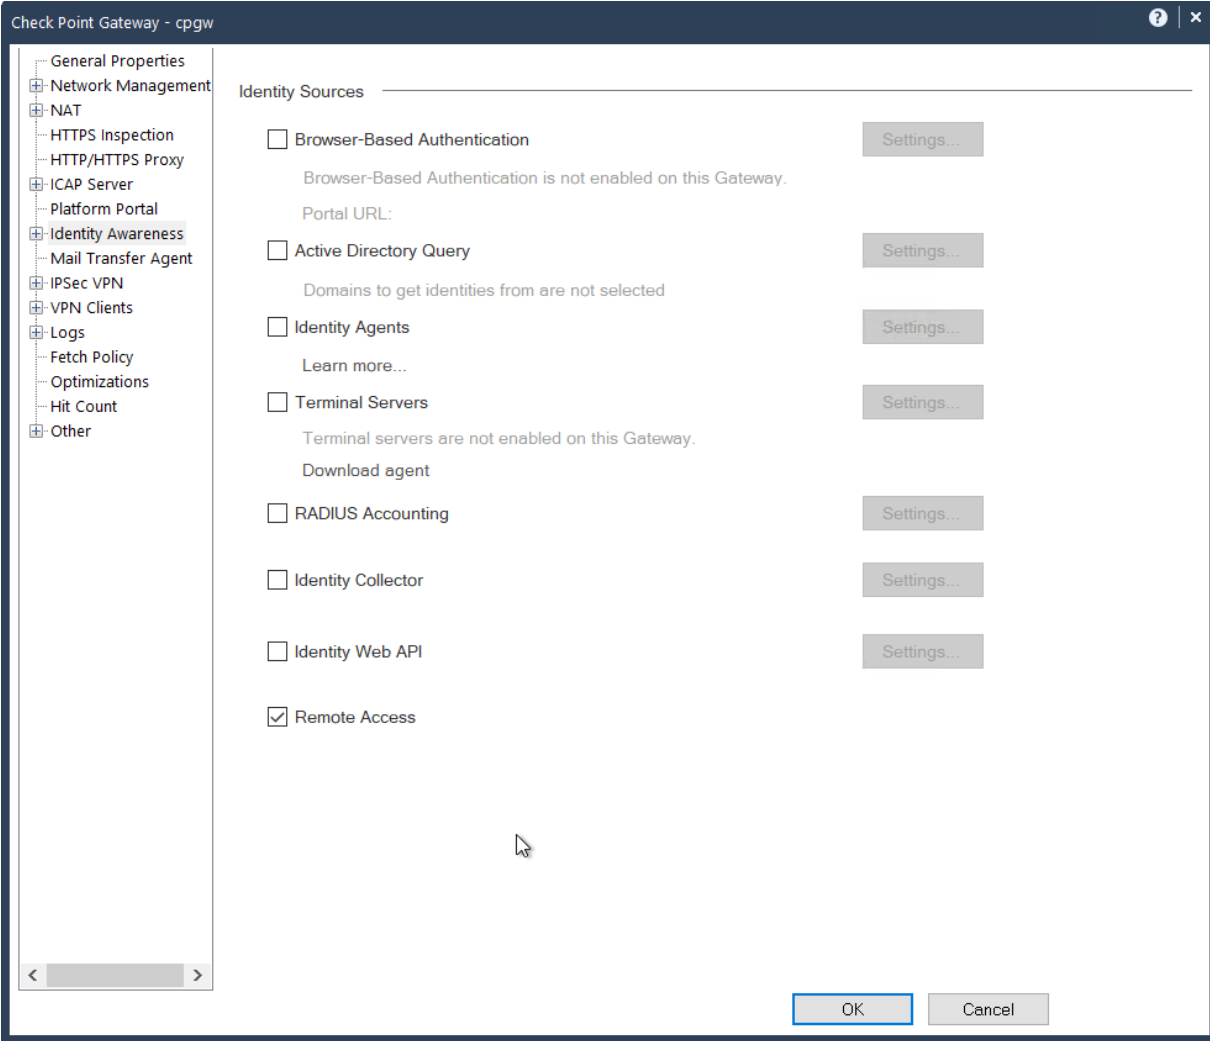 Check Point Gateway - cpgw
?
×
General Properties
Network Management
NAT
HTTPS Inspection
HTTP/HTTPS Proxy
ICAP Server
Platform Portal
Identity Awareness
Mail Transfer Agent
IPSec VPN
VPN Clients
Logs
Fetch Policy
Optimizations
Hit Count
Other
Identity Sources
Browser-Based Authentication Settings...
Browser-Based Authentication is not enabled on this Gateway.
Portal URL:
Active Directory Query Settings...
Domains to get identities from are not selected
Identity Agents Settings...
Learn more...
Terminal Servers Settings...
Terminal servers are not enabled on this Gateway.
Download agent
RADIUS Accounting Settings...
Identity Collector Settings...
Identity Web API Settings...
Remote Access
OK Cancel